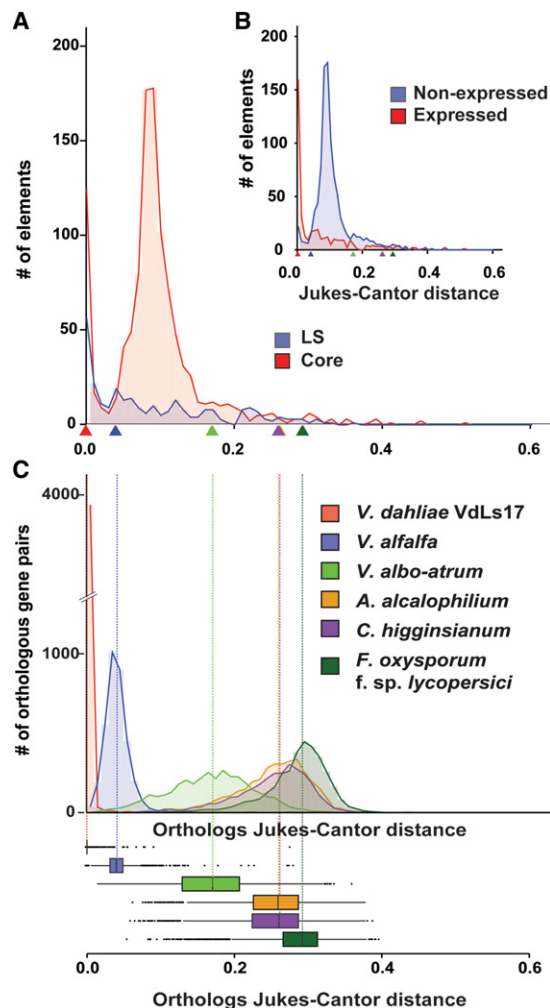 A
# of elements
200
150
100
50
0
0.0
0.2
0.4
0.6
LS
Core
B
# of elements
200
150
100
50
0
0.0
0.2
0.4
0.6
Jukes-Cantor distance
Non-expressed
Expressed
C
# of orthologous gene pairs
4000
1000
0
V. dahliae VdLs17
V. alfalfa
V. albo-atrum
A. alcalophilium
C. higginsianum
F. oxysporum
f. sp. lycopersici
Orthologs Jukes-Cantor distance
0.0
0.2
0.4
0.6
Orthologs Jukes-Cantor distance